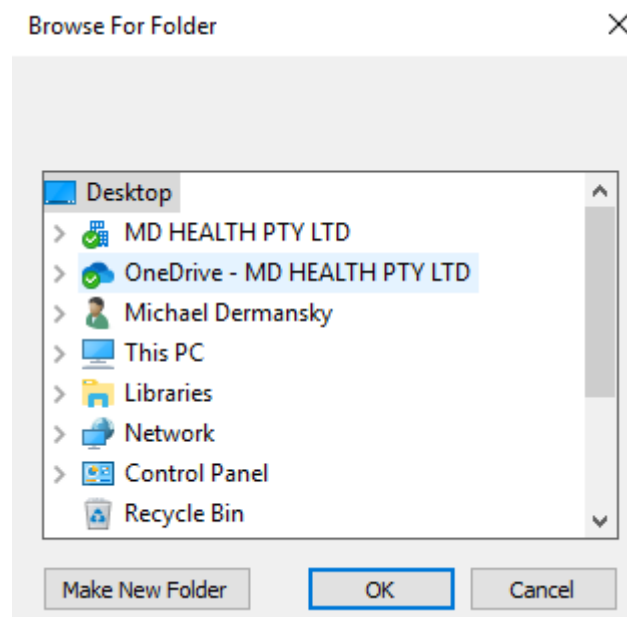 Browse For Folder
Desktop
MD HEALTH PTY LTD
OneDrive - MD HEALTH PTY LTD
Michael Dermansky
This PC
Libraries
Network
Control Panel
Recycle Bin
Make New Folder OK Cancel